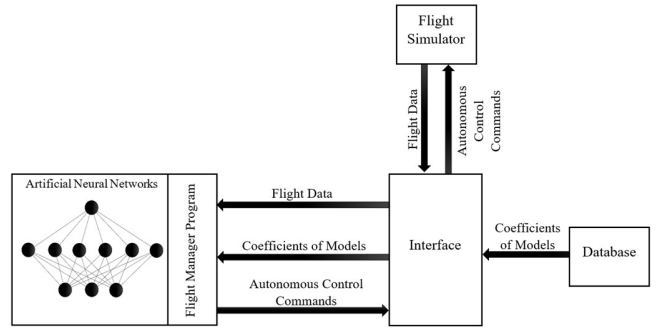 Flight
Simulator
Flight Data
Autonomous
Control
Commands
Artificial Neural Networks
Flight Manager Program
Flight Data
Coefficients of Models
Autonomous Control
Commands
Interface
Coefficients
of Models
Database